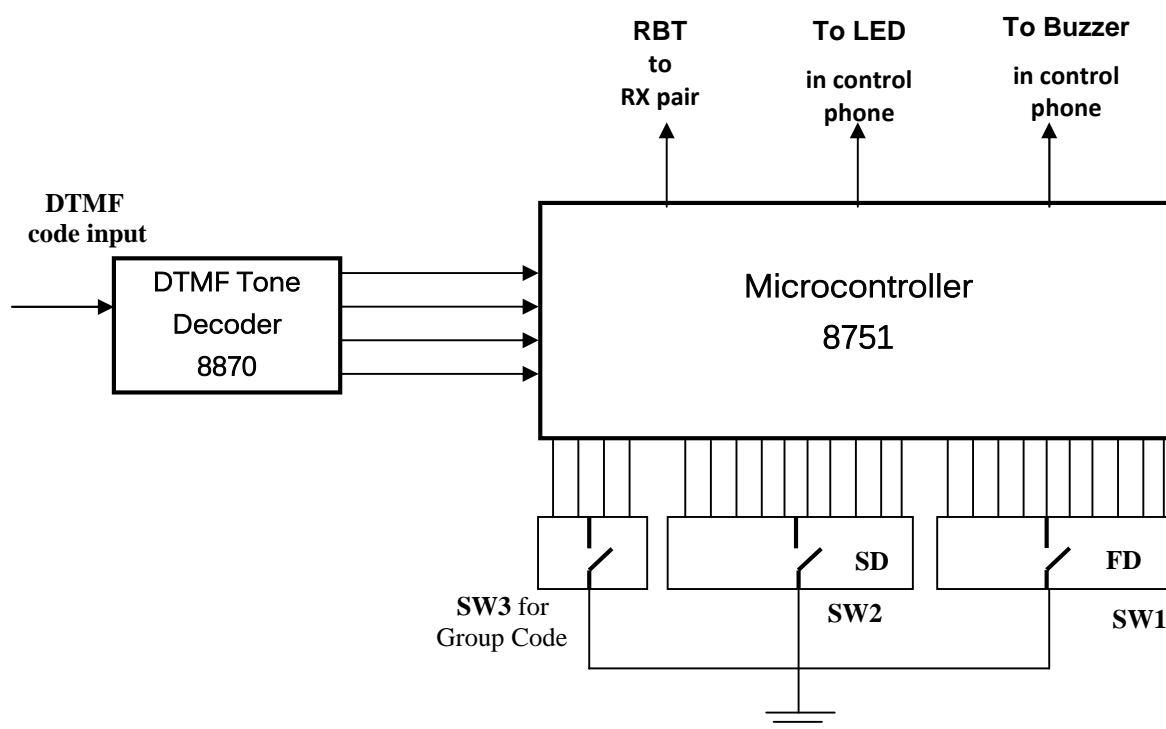 RBT
to
RX pair
To LED
in control
phone
To Buzzer
in control
phone
DTMF
code input
DTMF Tone
Decoder
8870
Microcontroller
8751
SD
FD
SW3 for
Group Code
SW2
SW1